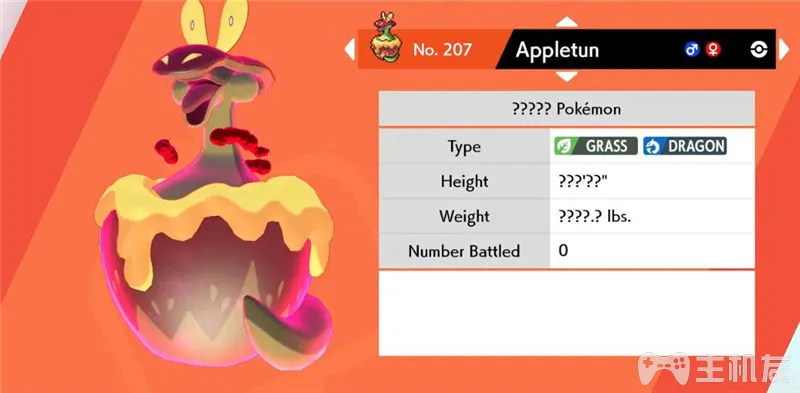 No. 207 Appletun ♂ ♀
????? Pokémon
Type GRASS DRAGON
Height ???'??"
Weight ????.? lbs.
Number Battled 0
主机友